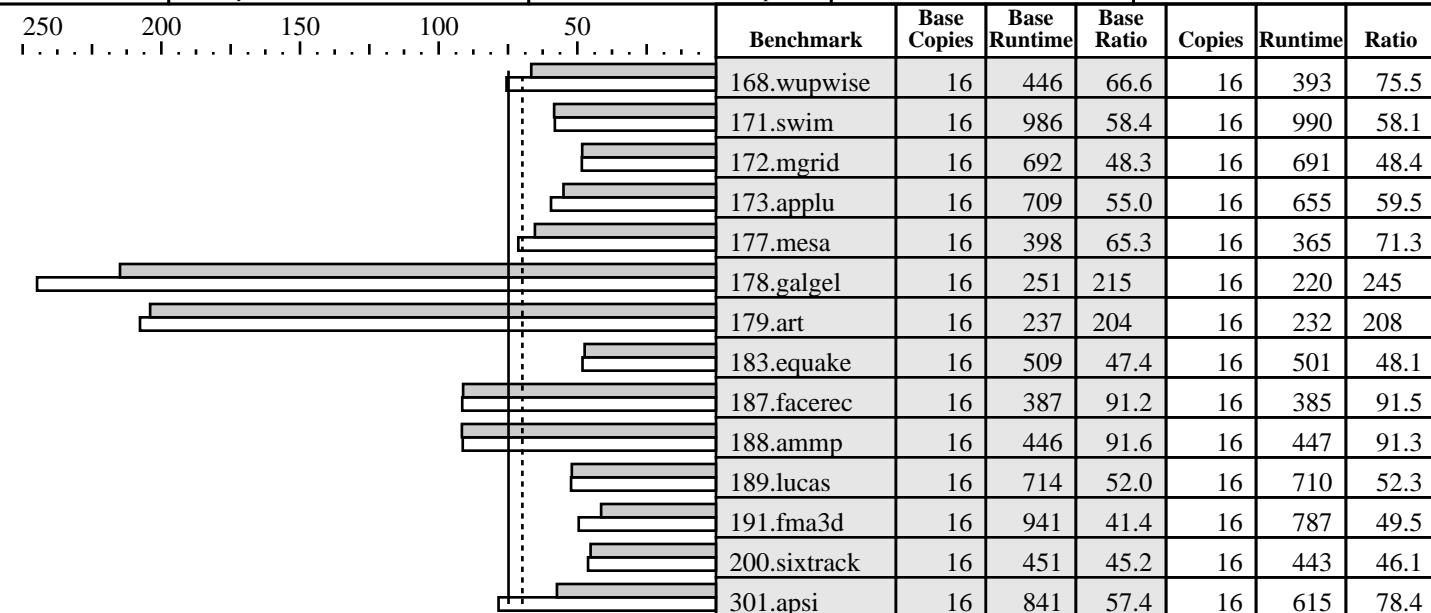 250 200 150 100 50
Benchmark Base Copies Base Runtime Base Ratio Copies Runtime Ratio
168.wupwise 16 446 66.6 16 393 75.5
171.swim 16 986 58.4 16 990 58.1
172.mgrid 16 692 48.3 16 691 48.4
173.applu 16 709 55.0 16 655 59.5
177.mesa 16 398 65.3 16 365 71.3
178.galgel 16 251 215 16 220 245
179.art 16 237 204 16 232 208
183.equake 16 509 47.4 16 501 48.1
187.facerec 16 387 91.2 16 385 91.5
188.ammp 16 446 91.6 16 447 91.3
189.lucas 16 714 52.0 16 710 52.3
191.fma3d 16 941 41.4 16 787 49.5
200.sixtrack 16 451 45.2 16 443 46.1
301.apsi 16 841 57.4 16 615 78.4